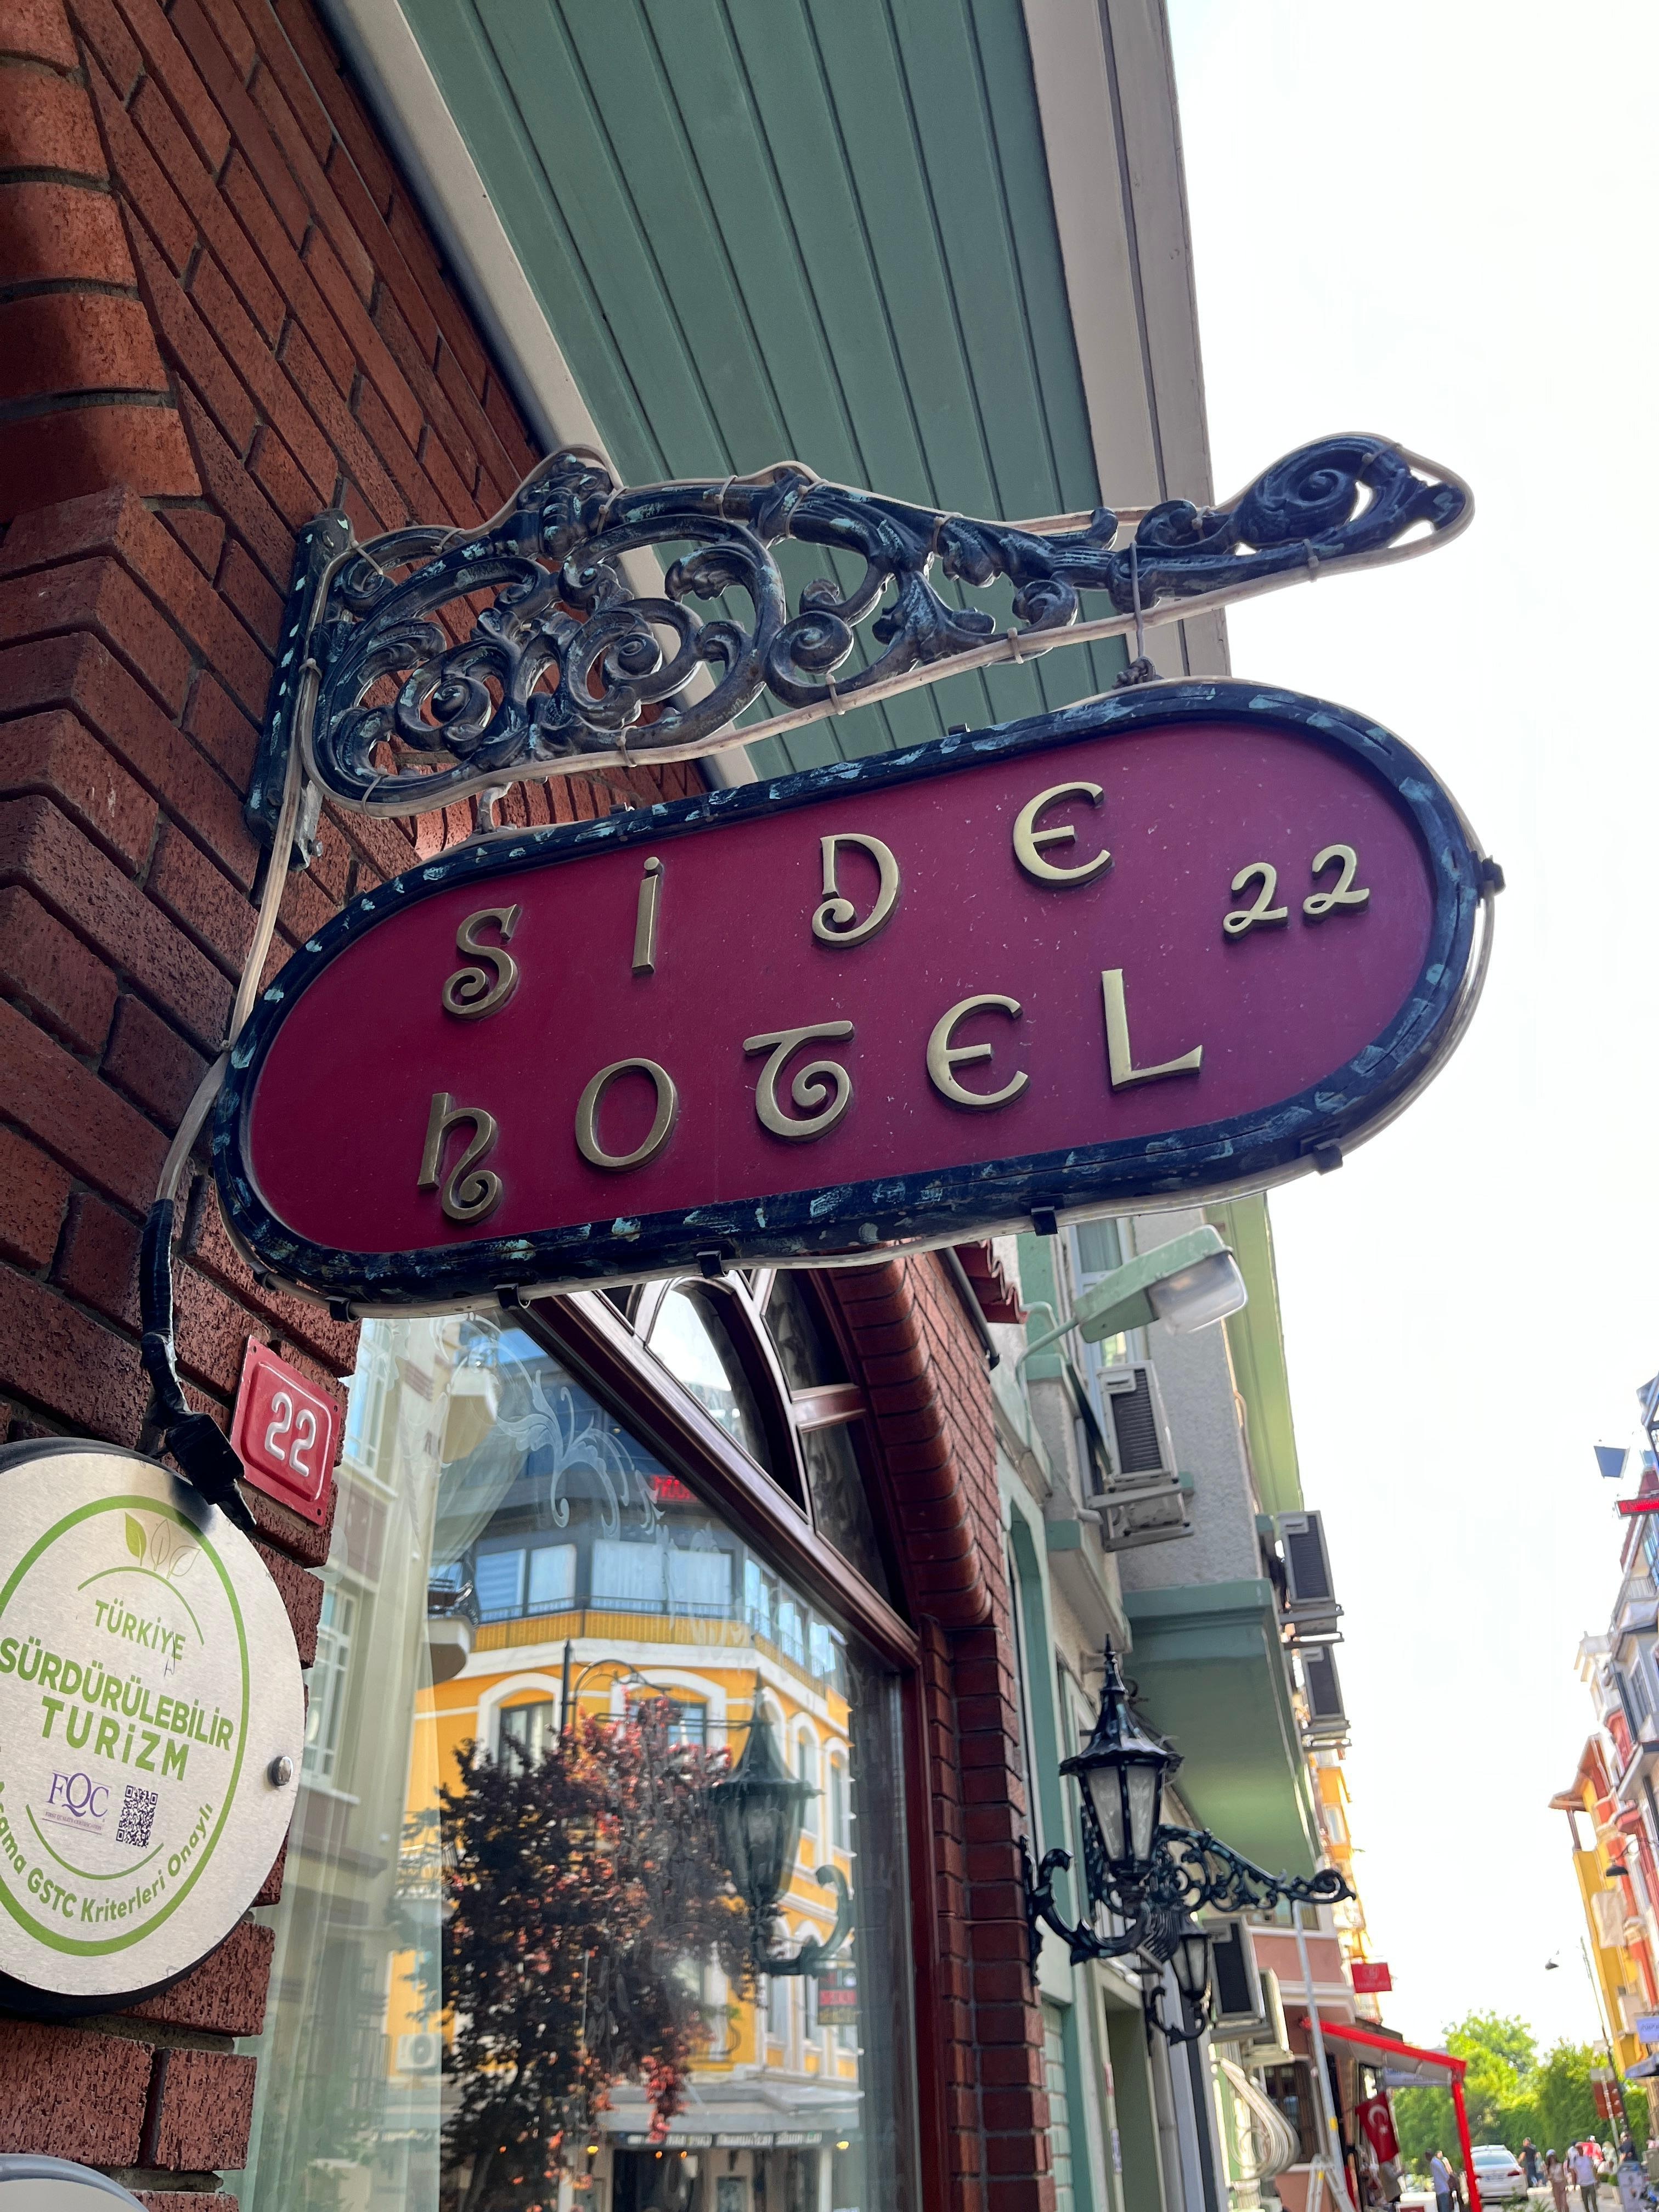 SİDE 22
HOTEL
22
TÜRKİYE
SÜRDÜRÜLEBİLİR
TURİZM
FQC
GSTC Kriterleri Onaylı